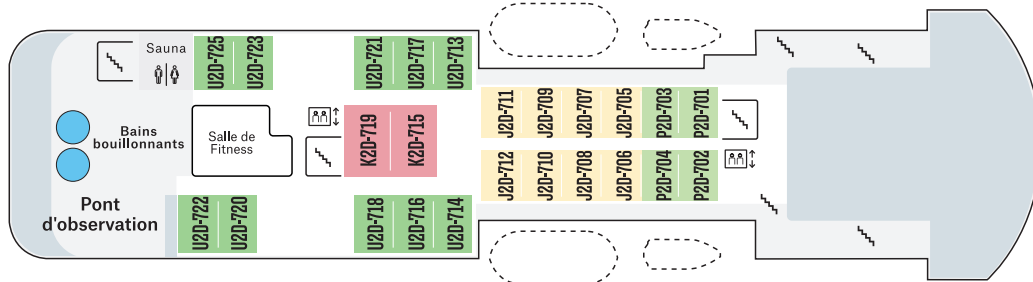 Sauna
U2D-725
U2D-723
U2D-721
U2D-717
U2D-713
Bains
bouillonnants
Salle de
Fitness
K2D-719
K2D-715
J2D-711
J2D-709
J2D-707
J2D-705
P2D-703
P2D-701
J2D-712
J2D-710
J2D-708
J2D-706
P2D-704
P2D-702
Pont
d'observation
U2D-722
U2D-720
U2D-718
U2D-716
U2D-714